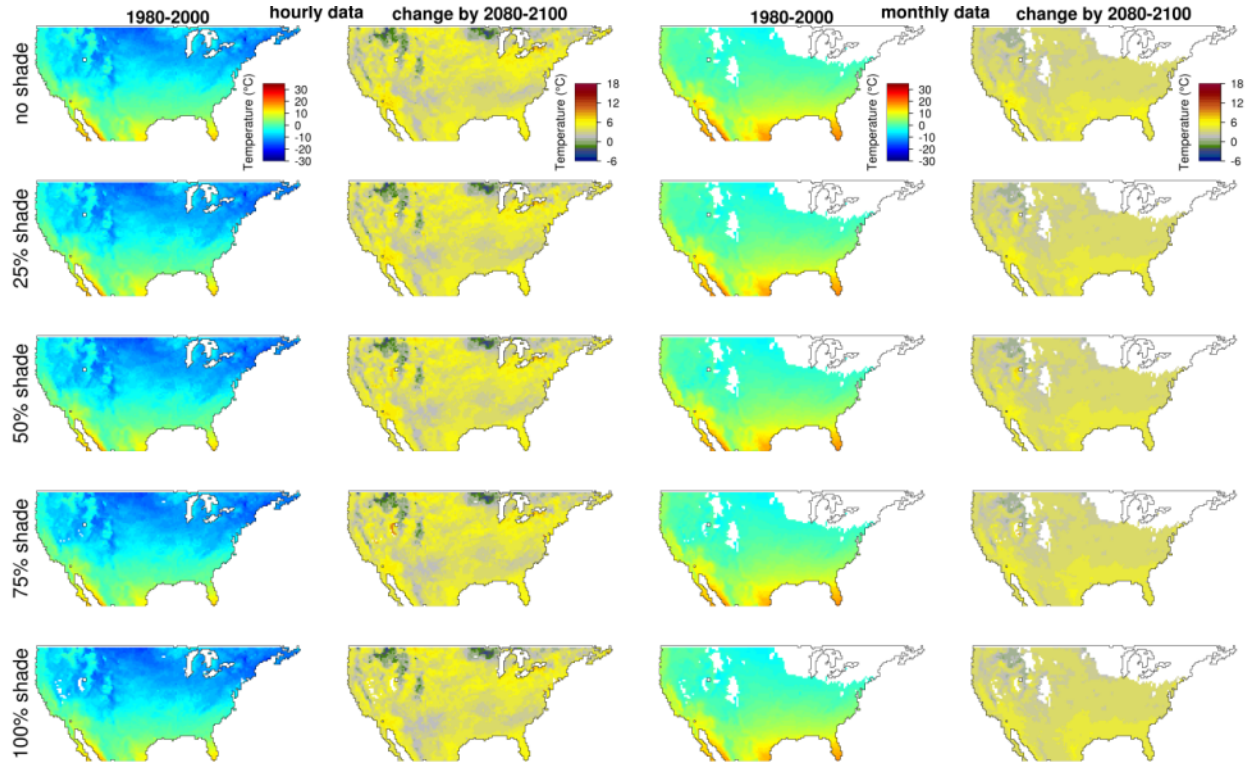 hourly data
monthly data
1980-2000
change by 2080-2100
1980-2000
change by 2080-2100
no shade
Temperature (°C)
30
20
10
0
-10
-20
-30
Temperature (°C)
18
12
6
0
-6
Temperature (°C)
30
20
10
0
-10
-20
-30
Temperature (°C)
18
12
6
0
-6
25% shade
50% shade
75% shade
100% shade